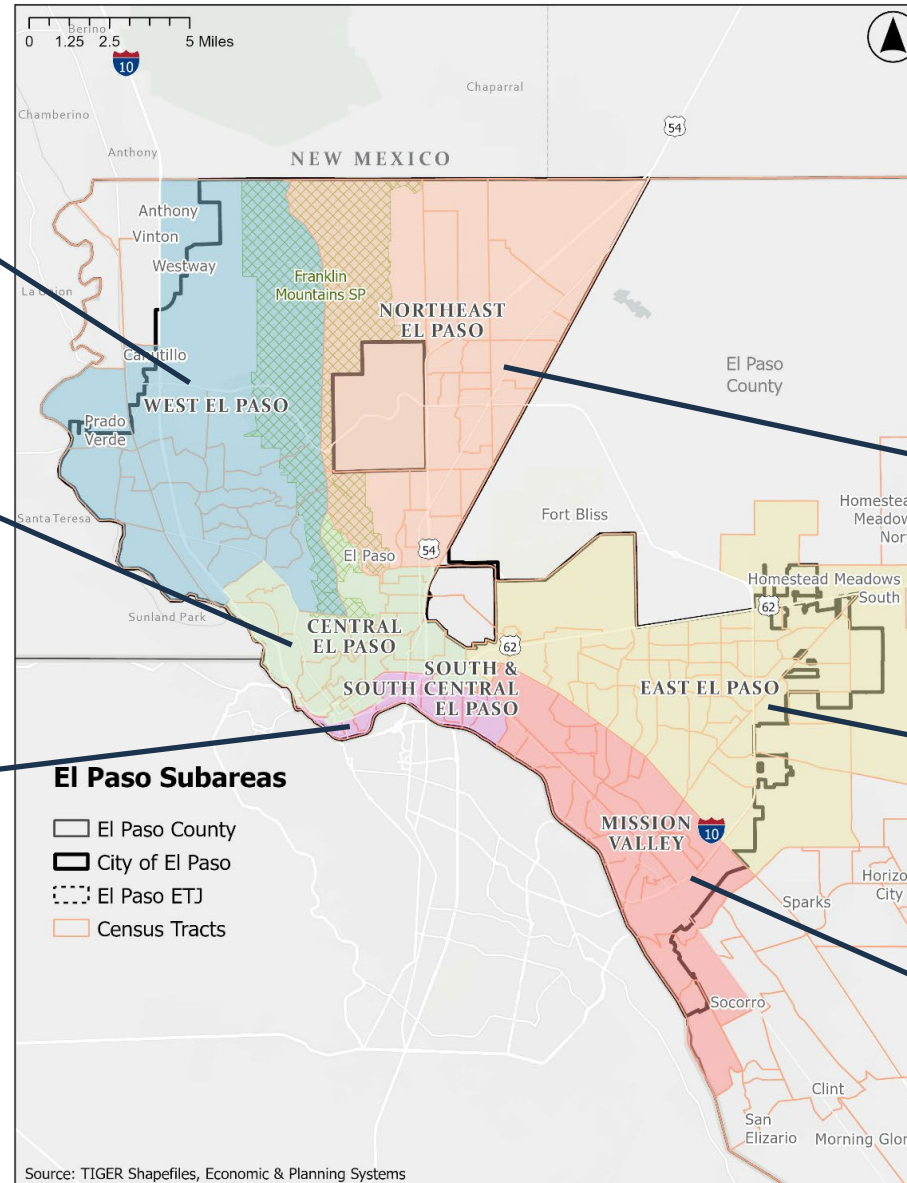 Berino
0 1.25 2.5 5 Miles
10
Chaparral
Chamberino
54
Anthony
NEW MEXICO
Anthony
Vinton
Westway
La Union
Franklin
Mountains SP
NORTHEAST
EL PASO
Canutillo
El Paso
County
WEST EL PASO
Prado
Verde
Santa Teresa
Fort Bliss
El Paso
54
Homestead Meadows
South
62
Sunland Park
CENTRAL
EL PASO
62
SOUTH &
SOUTH CENTRAL
EL PASO
EAST EL PASO
El Paso Subareas
El Paso County
City of El Paso
El Paso ETJ
Census Tracts
MISSION
VALLEY
10
Sparks
City
Socorro
Clint
San
Elizario
Morning Glor
Source: TIGER Shapefiles, Economic & Planning Systems